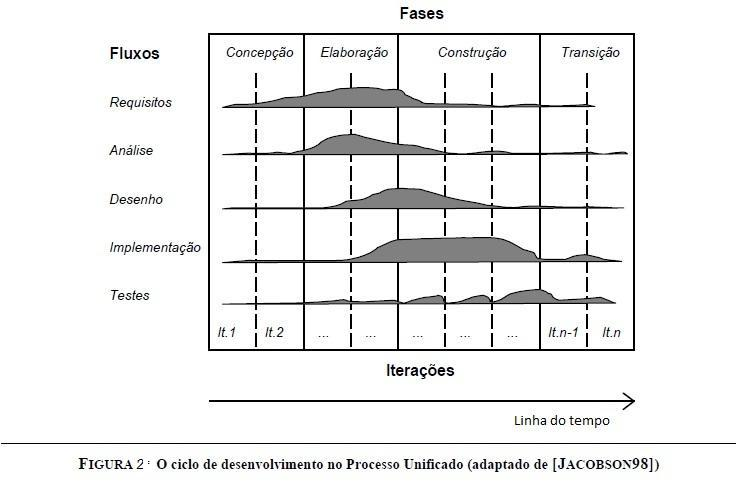 Fases
Fluxos
Concepção Elaboração Construção Transição
Requisitos
Análise
Desenho
Implementação
Testes
It.1 It.2 ... ... ... ... ... It.n-1 It.n
Iterações
Linha do tempo
FIGURA 2. O ciclo de desenvolvimento no Processo Unificado (adaptado de [JACOBSON98])